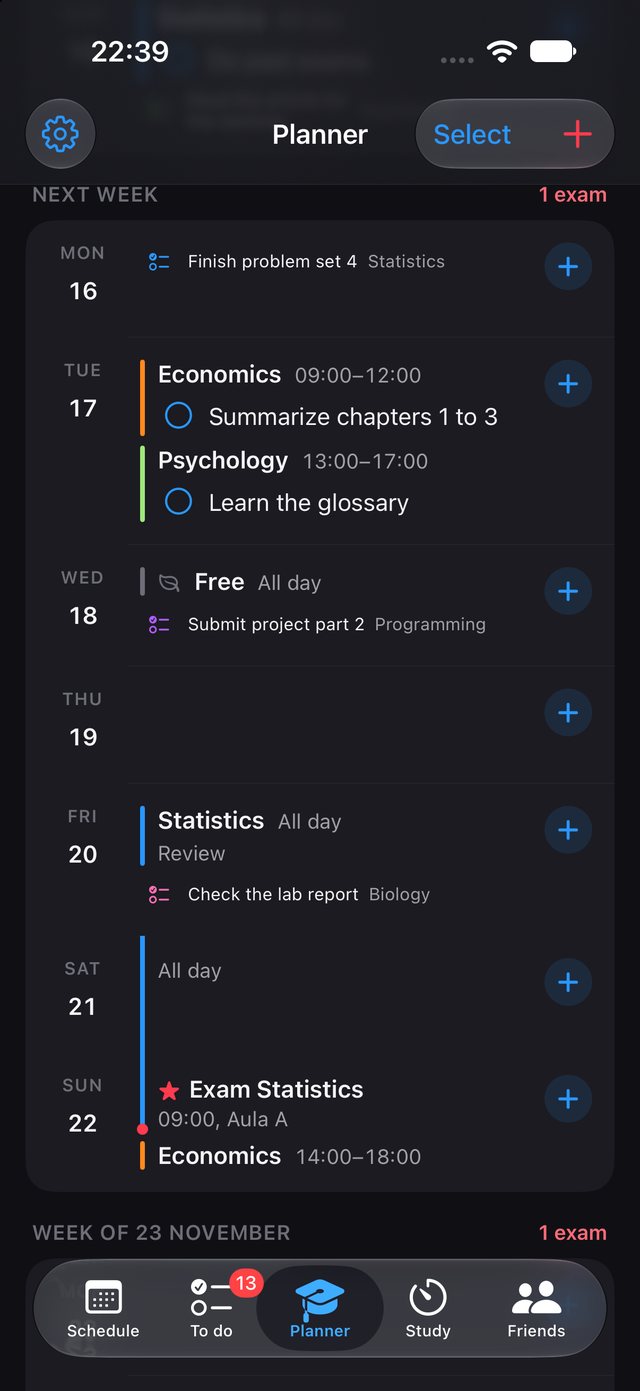 22:39
Planner
Select
NEXT WEEK 1 exam
MON
16
Finish problem set 4 Statistics
TUE
17
Economics 09:00–12:00
Summarize chapters 1 to 3
Psychology 13:00–17:00
Learn the glossary
WED
18
Free All day
Submit project part 2 Programming
THU
19
FRI
20
Statistics All day
Review
Check the lab report Biology
SAT
21
All day
SUN
22
Exam Statistics
09:00, Aula A
Economics 14:00–18:00
WEEK OF 23 NOVEMBER 1 exam
13
Schedule To do Planner Study Friends